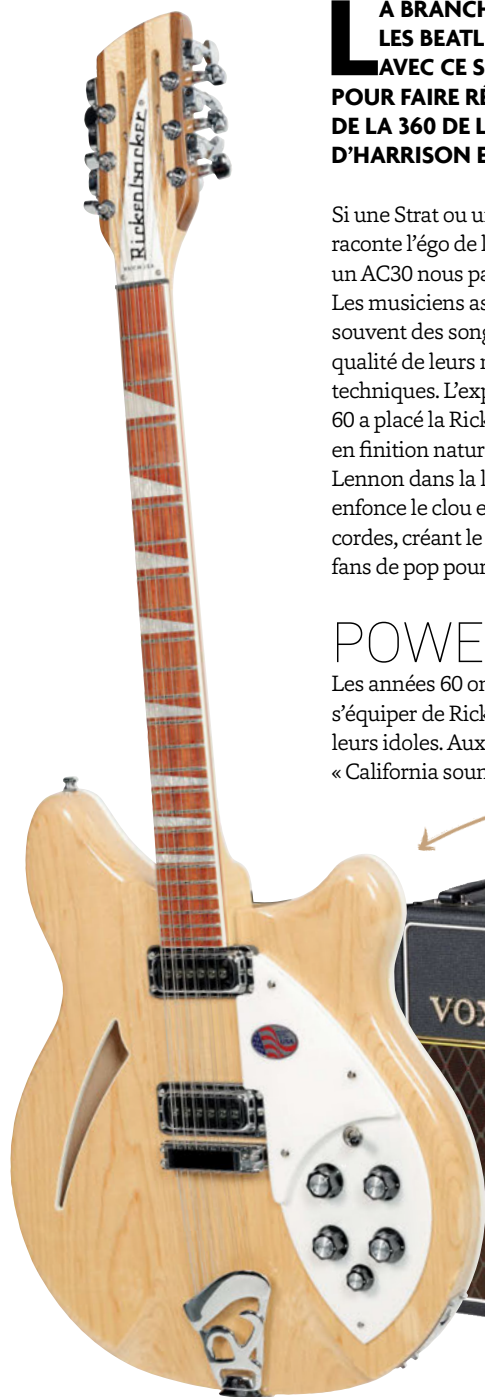 LA BRANCH
LES BEATL
AVEC CE S
POUR FAIRE RÉ
DE LA 360 DE L
D'HARRISON E
Si une Strat ou u
raconte l'égo de l
un AC30 nous pa
Les musiciens as
souvent des song
qualité de leurs r
techniques. L'exp
60 a placé la Rick
en finition natur
Lennon dans la l
enfonce le clou e
cordes, créant le
fans de pop pour
POWE
Les années 60 on
s'équiper de Rick
leurs idoles. Aux
« California soun
Rickenbacker
VOX